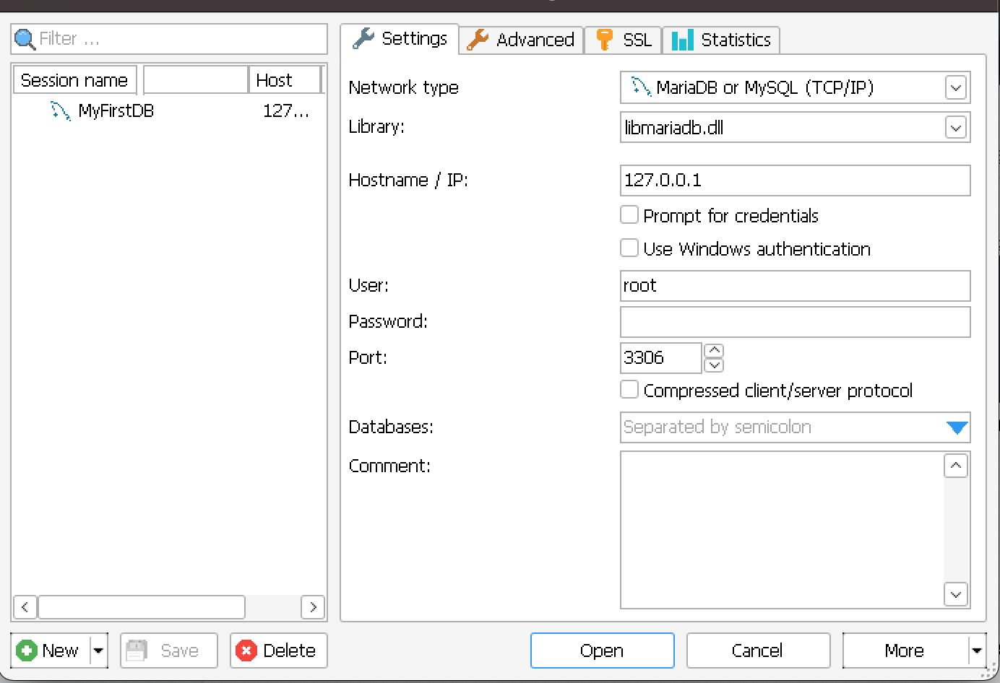 Filter ...
Settings
Advanced
SSL
Statistics
Session name
Host
MyFirstDB
127...
Network type
MariaDB or MySQL (TCP/IP)
Library:
libmariadb.dll
Hostname / IP:
127.0.0.1
Prompt for credentials
Use Windows authentication
User:
root
Password:
Port:
3306
Compressed client/server protocol
Databases:
Separated by semicolon
Comment:
New
Save
Delete
Open
Cancel
More